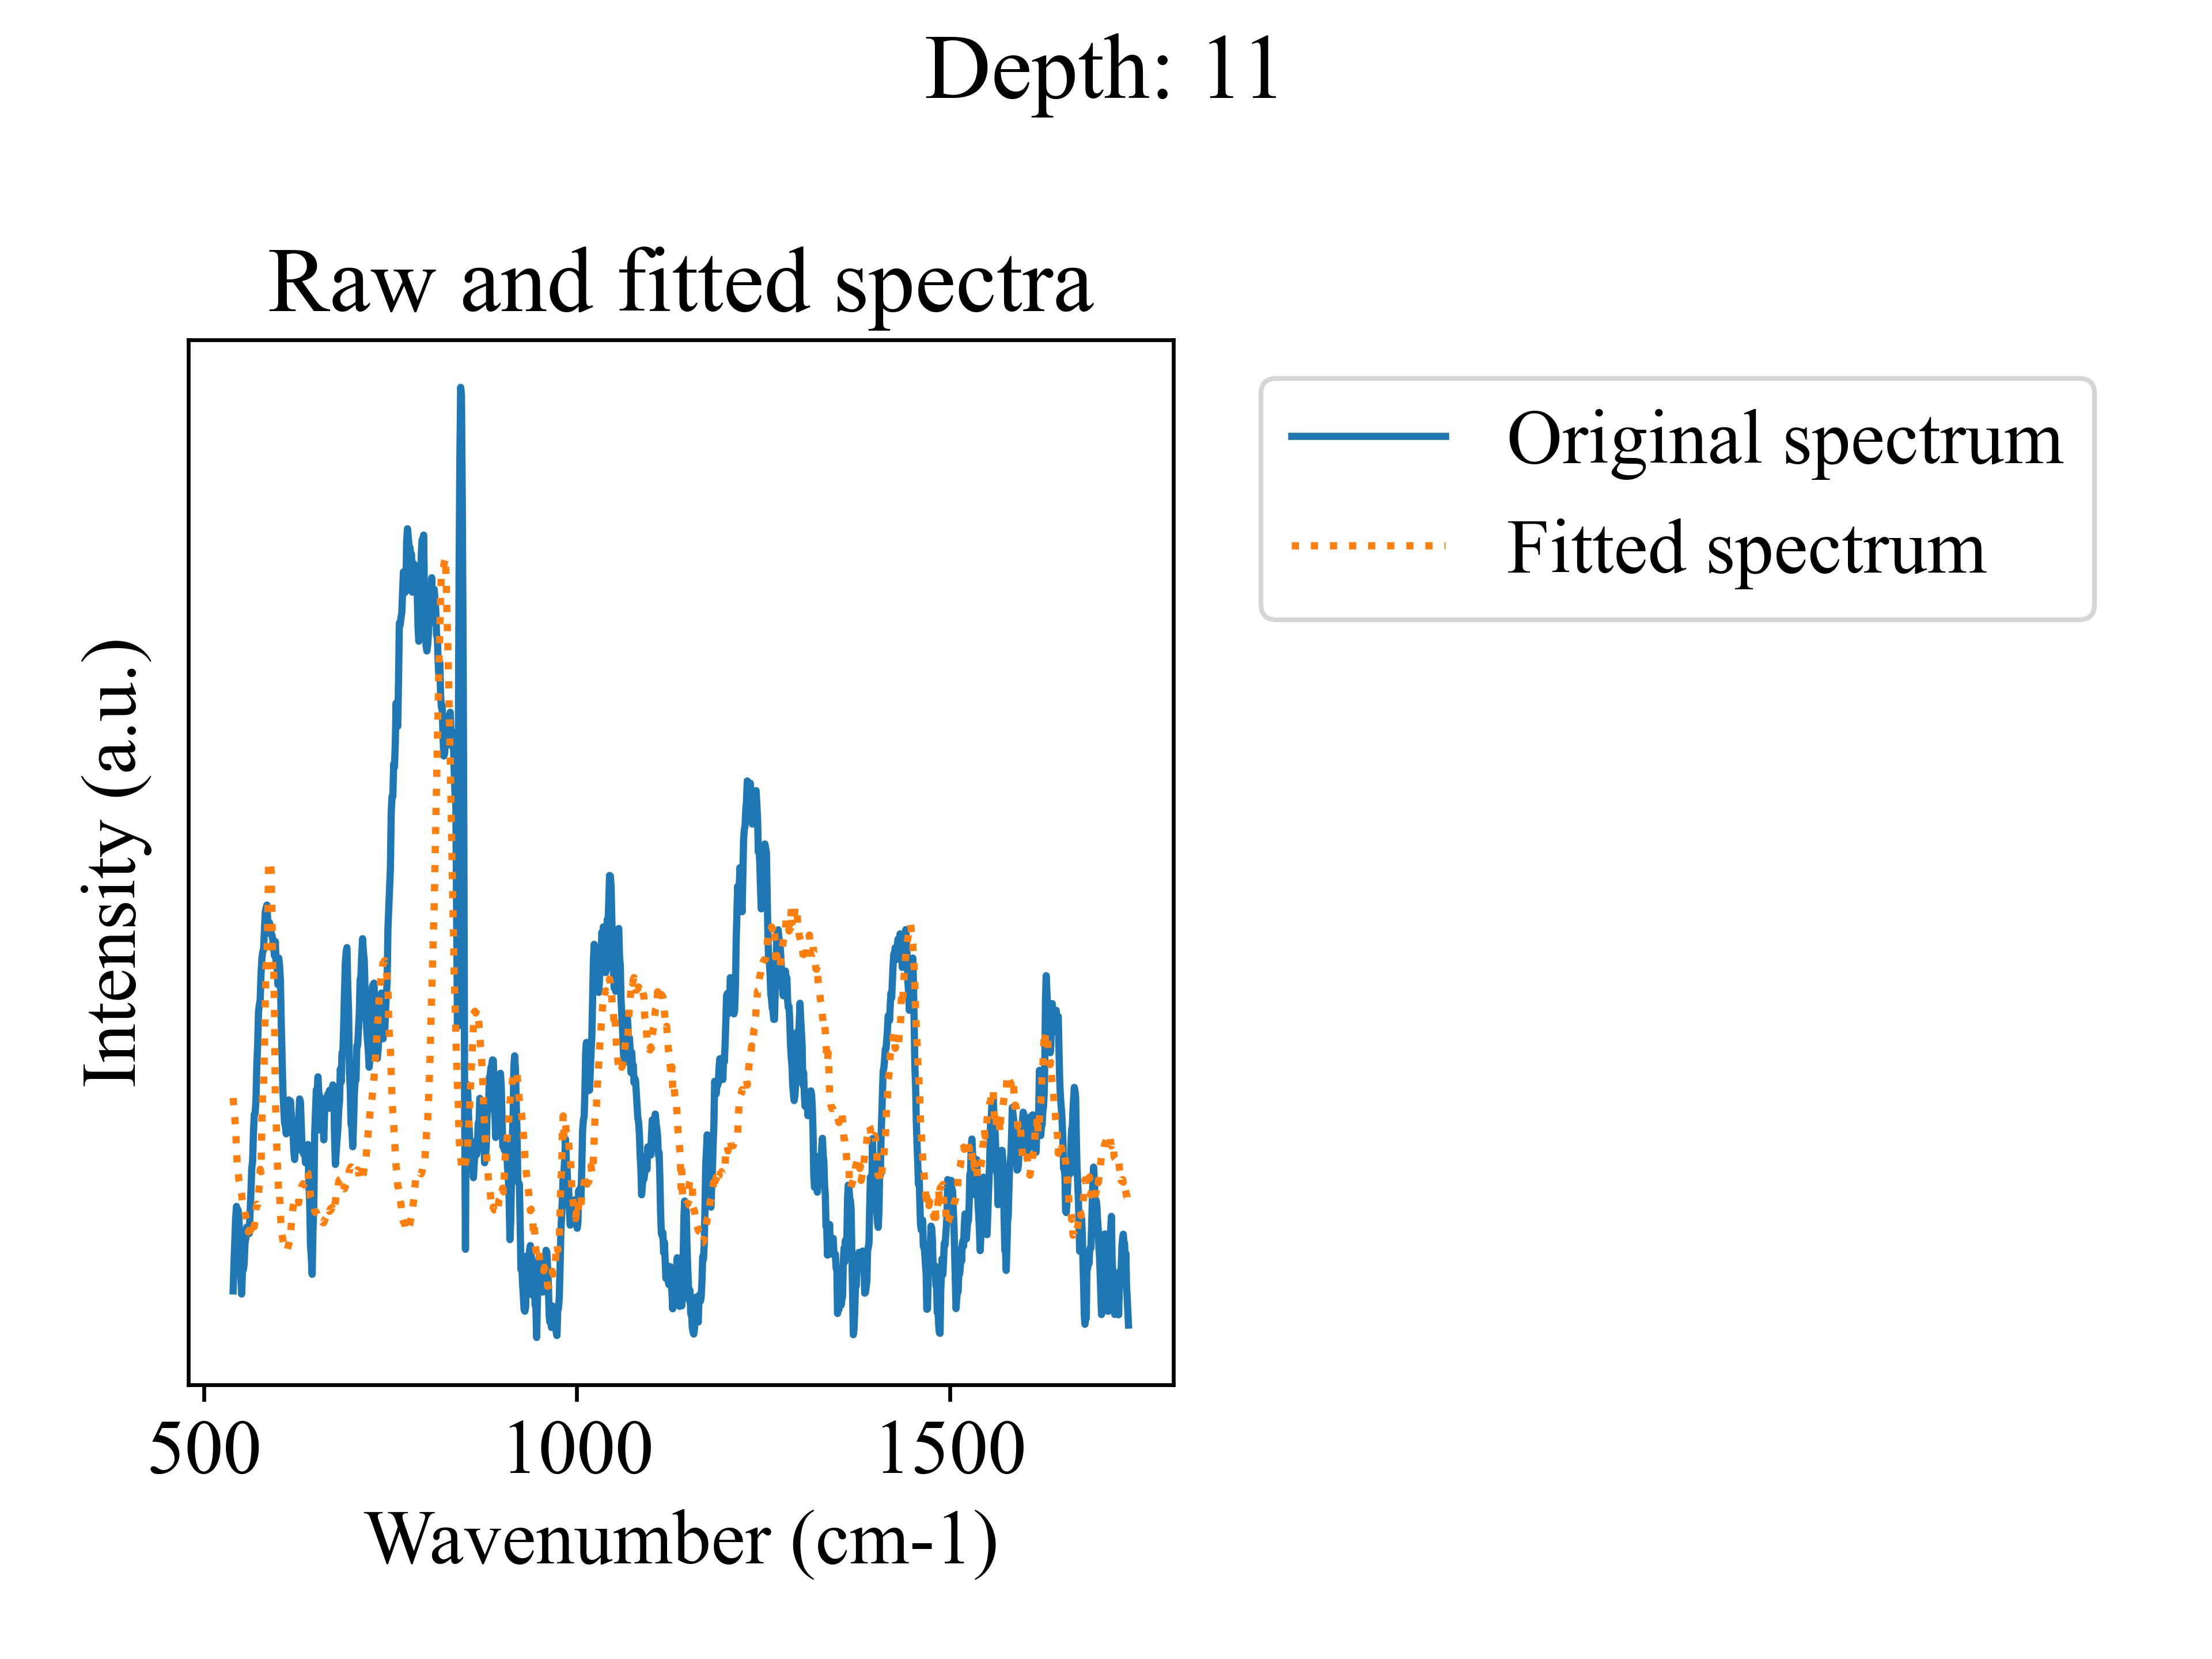 Depth: 11
Raw and fitted spectra
Original spectrum
Fitted spectrum
Intensity (a.u.)
500 1000 1500
Wavenumber (cm-1)